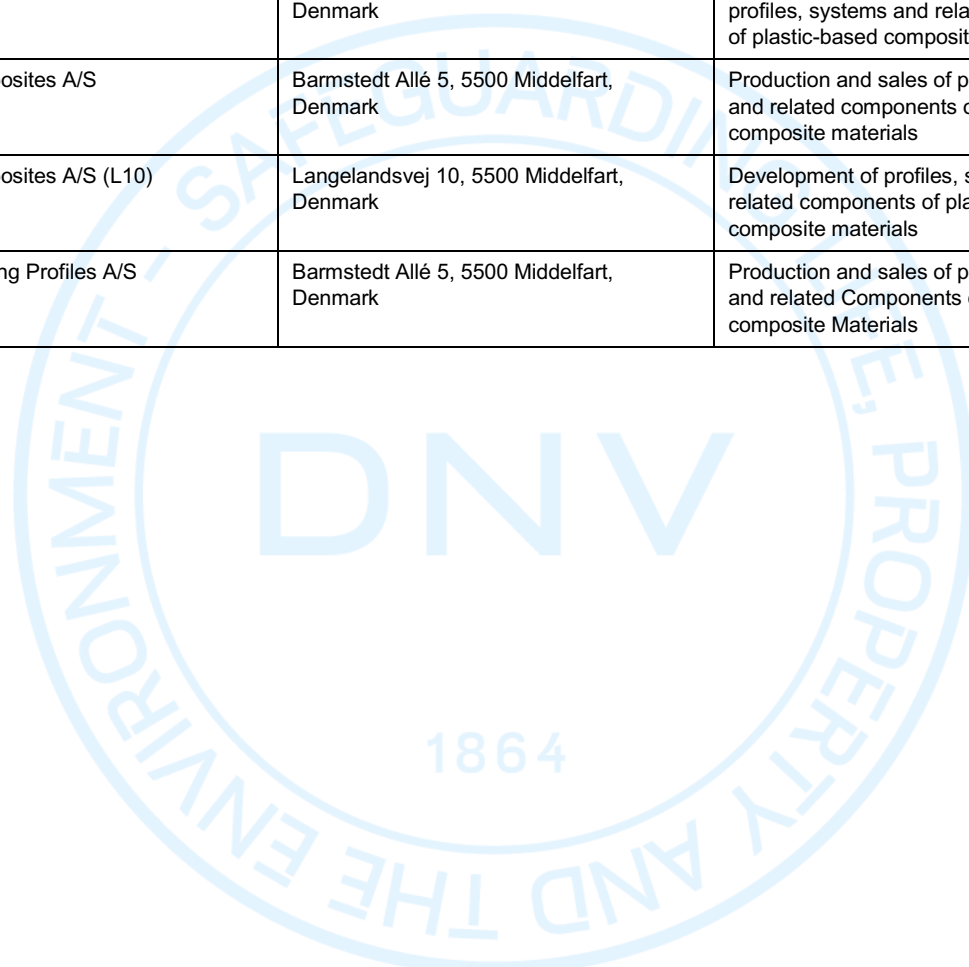 Denmark
profiles, systems and rela
of plastic-based composit
osites A/S
Barmstedt Allé 5, 5500 Middelfart,
Denmark
Production and sales of p
and related components
composite materials
osites A/S (L10)
Langelandsvej 10, 5500 Middelfart,
Denmark
Development of profiles, s
related components of pla
composite materials
ng Profiles A/S
Barmstedt Allé 5, 5500 Middelfart,
Denmark
Production and sales of p
and related Components
composite Materials
SAFEGUARDING LIFE, PROPERTY AND THE ENVIRONMENT –
DNV
1864